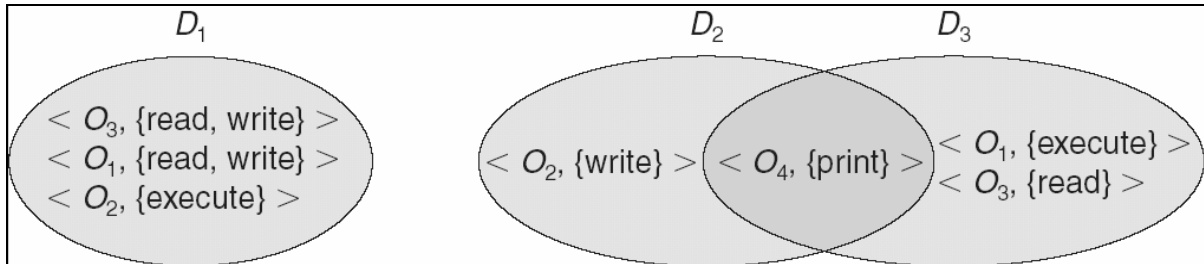 D1 D2 D3
< O3, {read, write} >
< O1, {read, write} >
< O2, {execute} >
< O2, {write} >
< O4, {print} >
< O1, {execute} >
< O3, {read} >